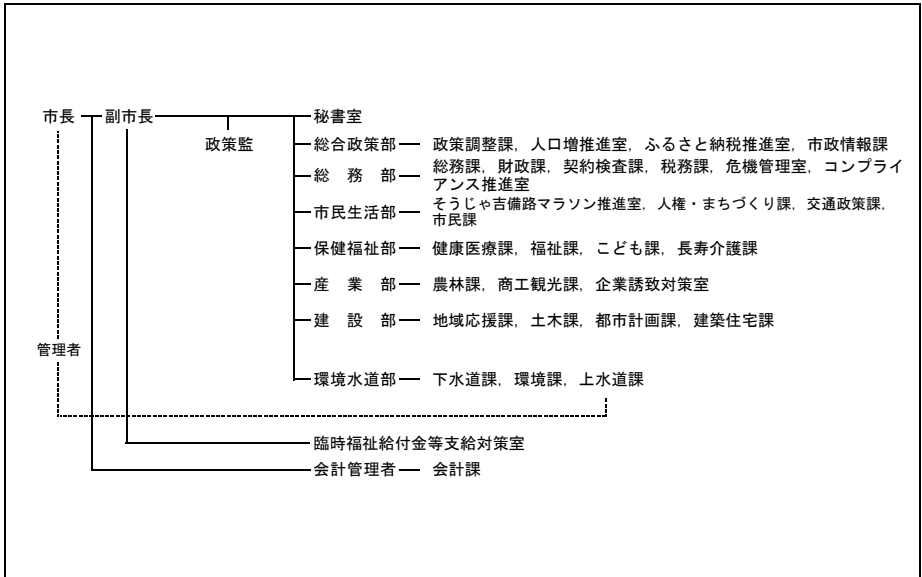 市長 副市長 秘書室
政策監
総合政策部 政策調整課，人口増推進室，ふるさと納税推進室，市政情報課
総　務　部 総務課，財政課，契約検査課，税務課，危機管理室，コンプライ
アンス推進室
市民生活部 そうじゃ吉備路マラソン推進室，人権・まちづくり課，交通政策課，
市民課
保健福祉部 健康医療課，福祉課，こども課，長寿介護課
産　業　部 農林課，商工観光課，企業誘致対策室
建　設　部 地域応援課，土木課，都市計画課，建築住宅課
管理者
環境水道部 下水道課，環境課，上水道課
臨時福祉給付金等支給対策室
会計管理者 会計課